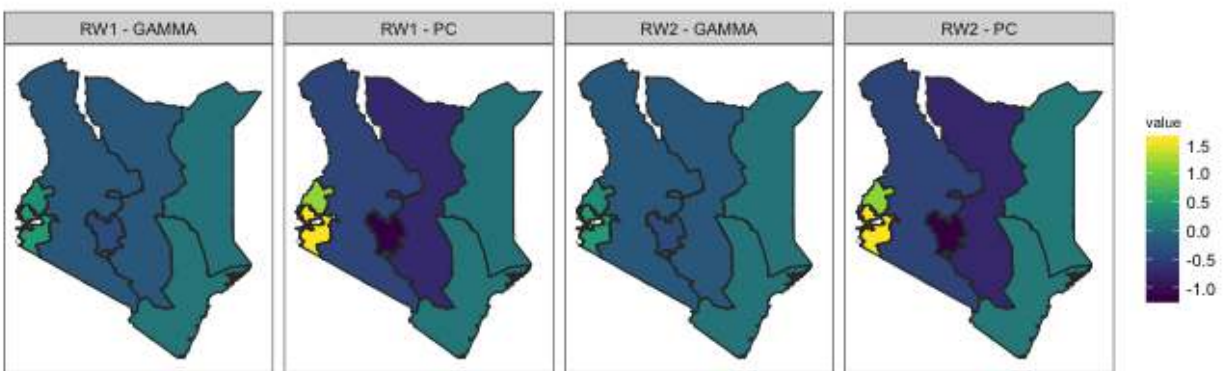 RW1 - GAMMA
RW1 - PC
RW2 - GAMMA
RW2 - PC
value
1.5
1.0
0.5
0.0
-0.5
-1.0